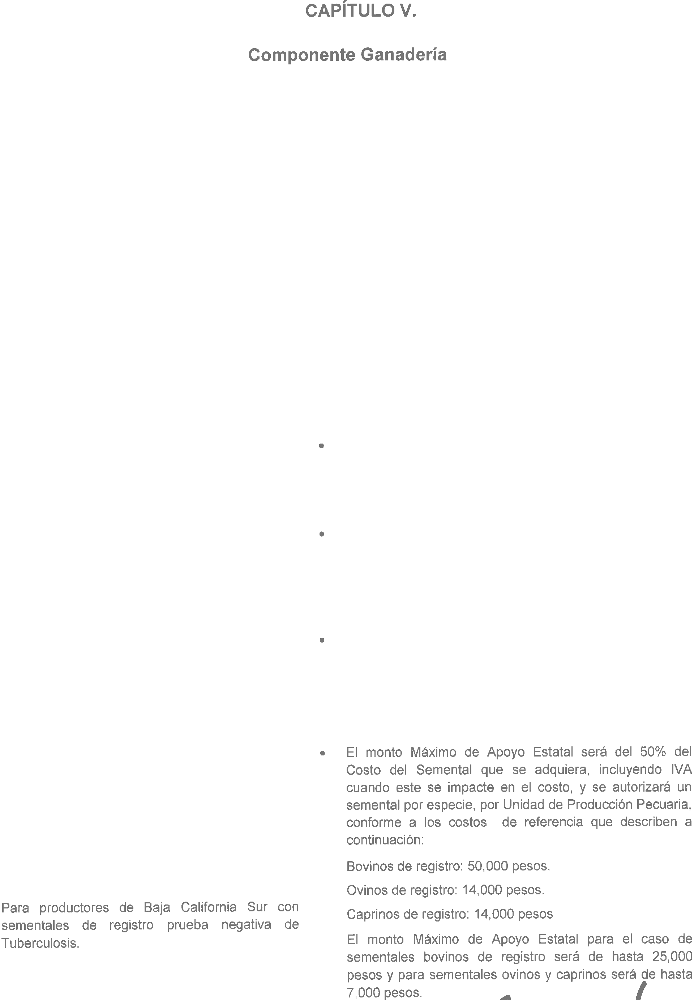 CAPÍTULO V.
Componente Ganadería
•
•
•
• El monto Máximo de Apoyo Estatal será del 50% del
Costo del Semental que se adquiera, incluyendo IVA
cuando este se impacte en el costo, y se autorizará un
semental por especie, por Unidad de Producción Pecuaria,
conforme a los costos de referencia que describen a
continuación:
Bovinos de registro: 50,000 pesos.
Ovinos de registro: 14,000 pesos.
Caprinos de registro: 14,000 pesos
El monto Máximo de Apoyo Estatal para el caso de
sementales bovinos de registro será de hasta 25,000
pesos y para sementales ovinos y caprinos será de hasta
7,000 pesos.
Para productores de Baja California Sur con
sementales de registro prueba negativa de
Tuberculosis.